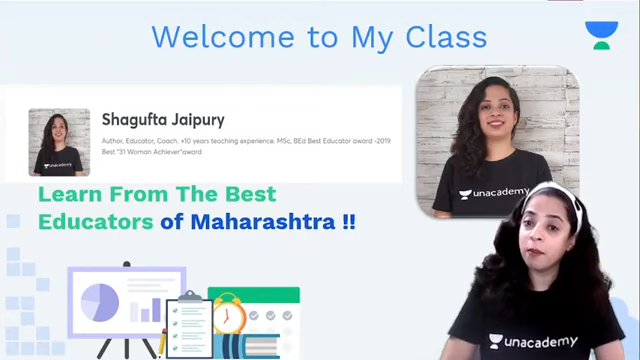 Welcome to My Class
Shagufta Jaipury
Author, Educator, Coach. +10 years teaching experience. MSc, BEd Best Educator award -2019
Best "31 Woman Achiever"award
unacademy
Learn From The Best
Educators of Maharashtra !!
unacademy
unacademy